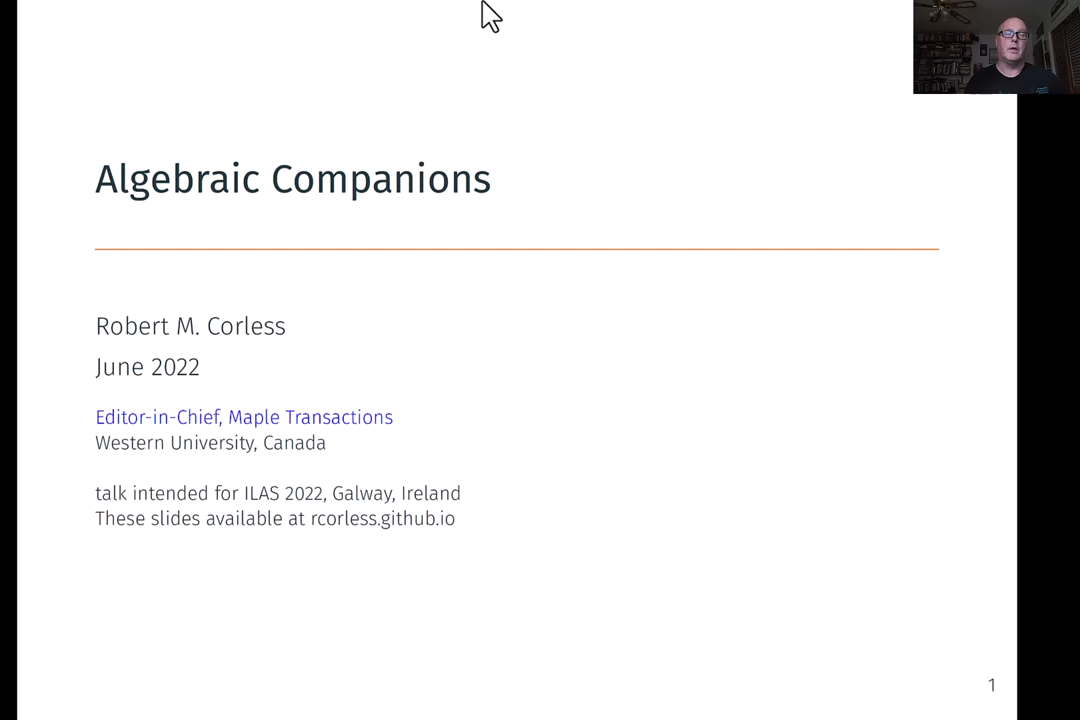 Algebraic Companions
Robert M. Corless
June 2022
Editor-in-Chief, Maple Transactions
Western University, Canada
talk intended for ILAS 2022, Galway, Ireland
These slides available at rcorless.github.io
1